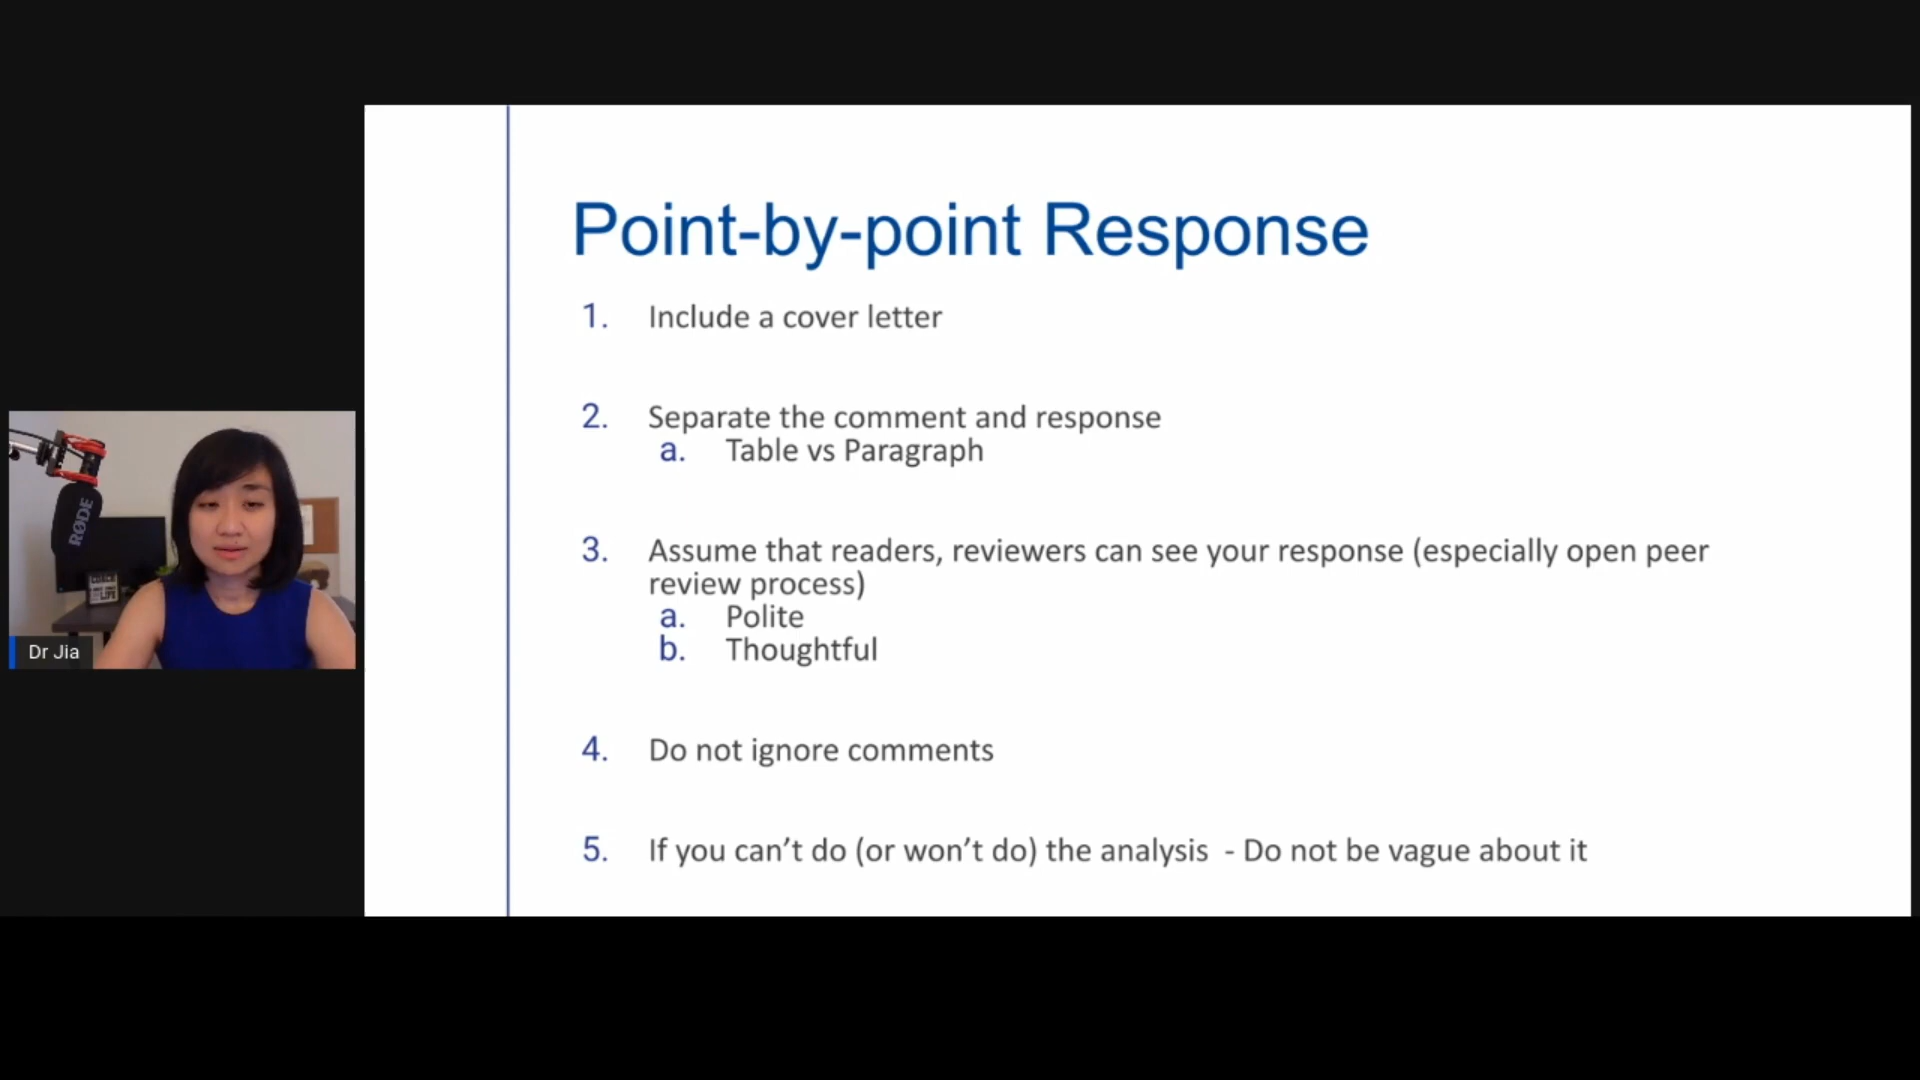 Point-by-point Response
1. Include a cover letter
2. Separate the comment and response
a. Table vs Paragraph
3. Assume that readers, reviewers can see your response (especially open peer
review process)
a. Polite
b. Thoughtful
4. Do not ignore comments
5. If you can’t do (or won’t do) the analysis - Do not be vague about it
RØDE
Dr Jia